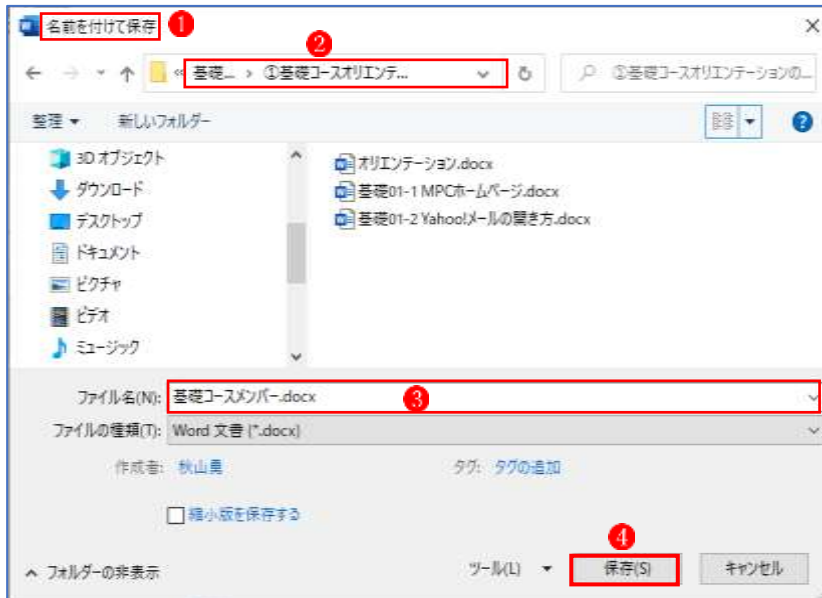 名前を付けて保存 1
2
« 基礎... › ①基礎コースオリエンテ... ①基礎コースオリエンテーションの...
整理 新しいフォルダー
3D オブジェクト
ダウンロード
デスクトップ
ドキュメント
ピクチャ
ビデオ
ミュージック
オリエンテーション.docx
基礎01-1 MPCホームページ.docx
基礎01-2 Yahoo!メールの開き方.docx
ファイル名(N): 基礎コースメンバー.docx 3
ファイルの種類(T): Word 文書 (*.docx)
作成者: 秋山勇 タグ: タグの追加
縮小版を保存する
4
フォルダーの非表示 ツール(L) 保存(S) キャンセル